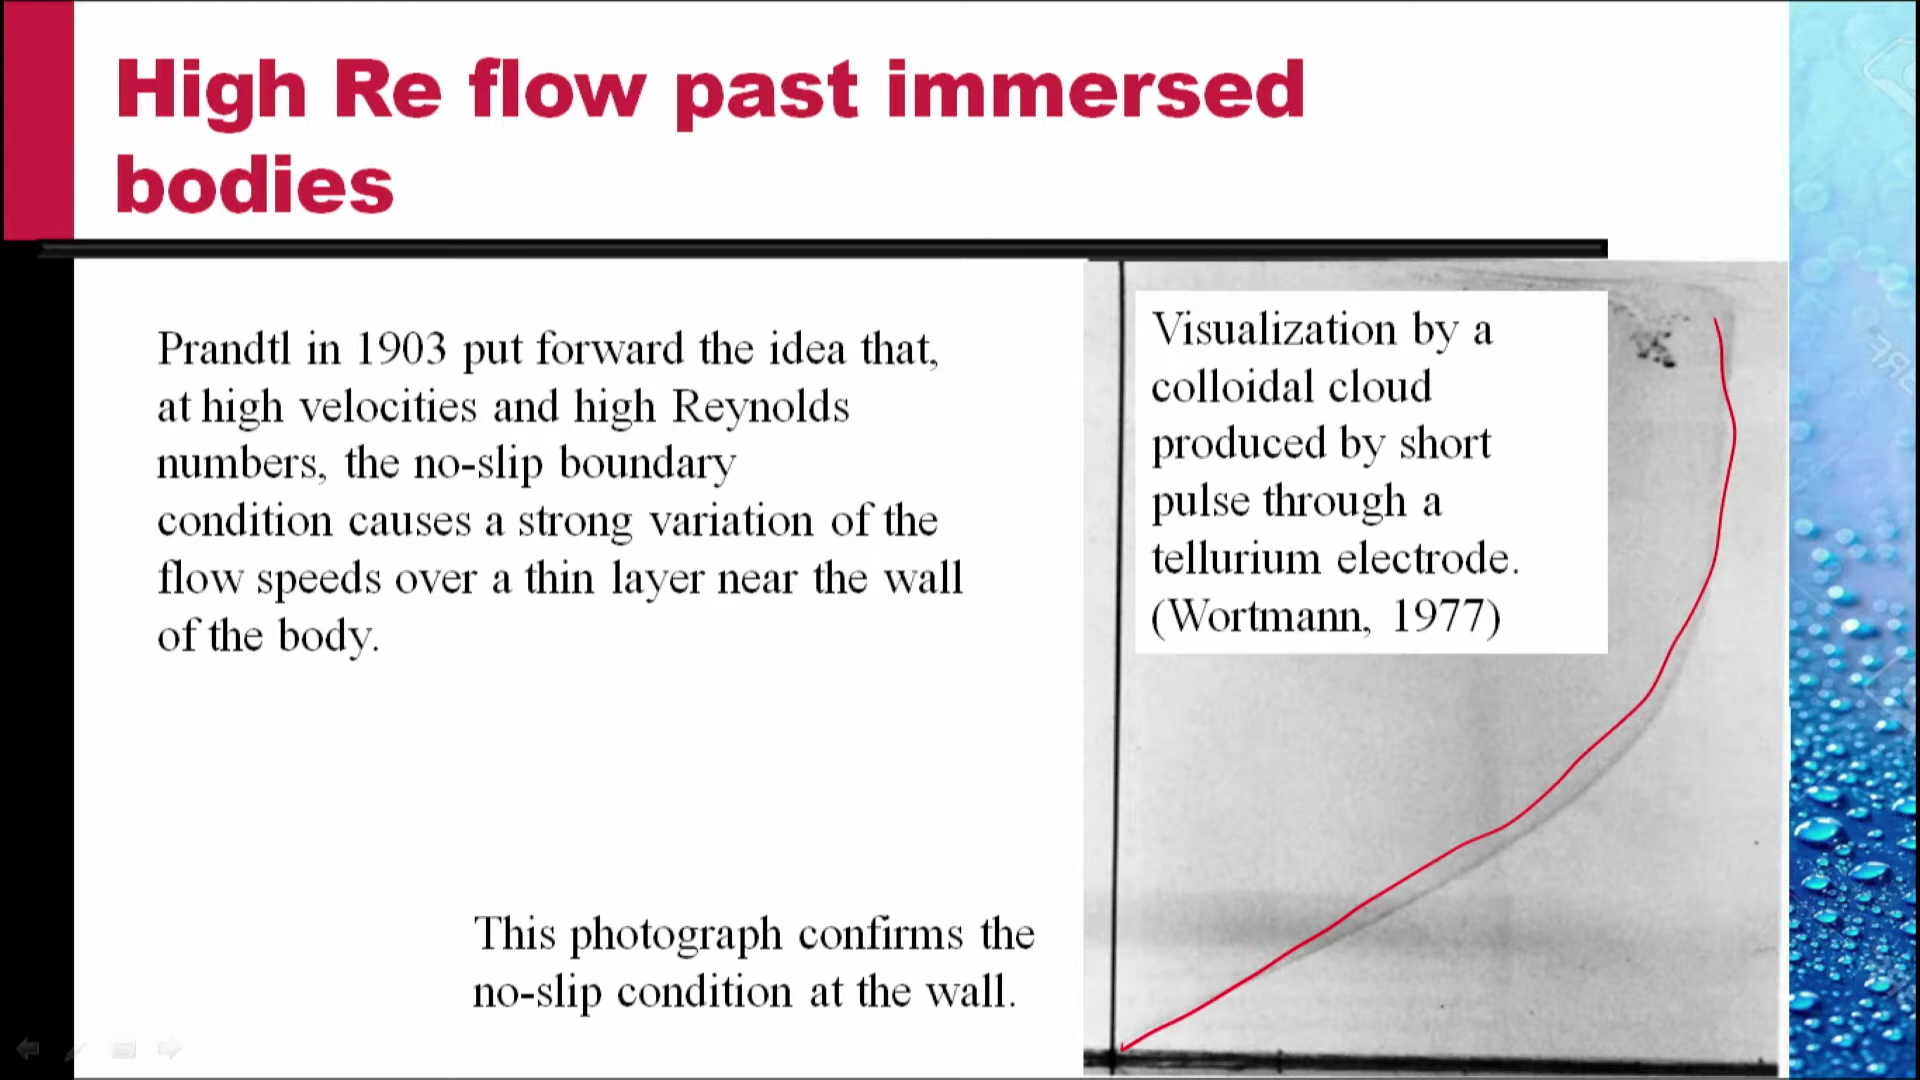 High Re flow past immersed
bodies
Prandtl in 1903 put forward the idea that,
at high velocities and high Reynolds
numbers, the no-slip boundary
condition causes a strong variation of the
flow speeds over a thin layer near the wall
of the body.
Visualization by a
colloidal cloud
produced by short
pulse through a
tellurium electrode.
(Wortmann, 1977)
This photograph confirms the
no-slip condition at the wall.